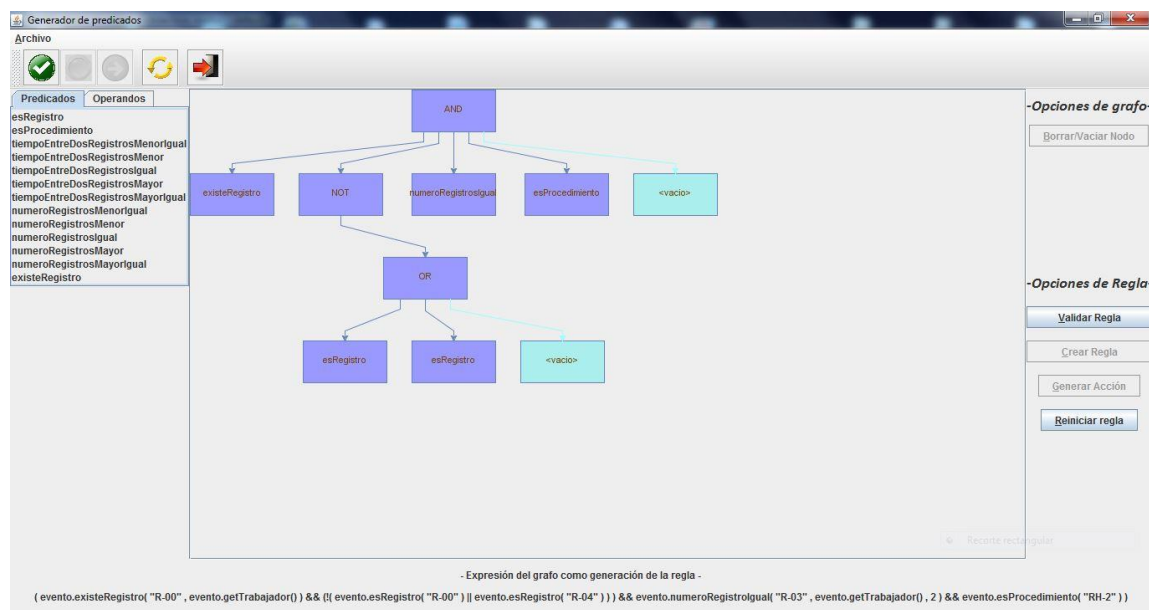 Generador de predicados
Archivo
Predicados Operandos
esRegistro
esProcedimiento
tiempoEntreDosRegistrosMenorIgual
tiempoEntreDosRegistrosMenor
tiempoEntreDosRegistrosIgual
tiempoEntreDosRegistrosMayor
tiempoEntreDosRegistrosMayorIgual
numeroRegistrosMenorIgual
numeroRegistrosMenor
numeroRegistrosIgual
numeroRegistrosMayor
numeroRegistrosMayorIgual
existeRegistro
AND
existeRegistro NOT numeroRegistrosIgual esProcedimiento <vacio>
OR
esRegistro esRegistro <vacio>
-Opciones de grafo-
Borrar/Vaciar Nodo
-Opciones de Regla-
Validar Regla
Crear Regla
Generar Acción
Reiniciar regla
Recorte rectangular
- Expresión del grafo como generación de la regla -
( evento.existeRegistro( "R-00" , evento.getTrabajador() ) && (!( evento.esRegistro( "R-00" ) || evento.esRegistro( "R-04" ) ) ) && evento.numeroRegistroIgual( "R-03" , evento.getTrabajador() , 2 ) && evento.esProcedimiento( "RH-2" ) )